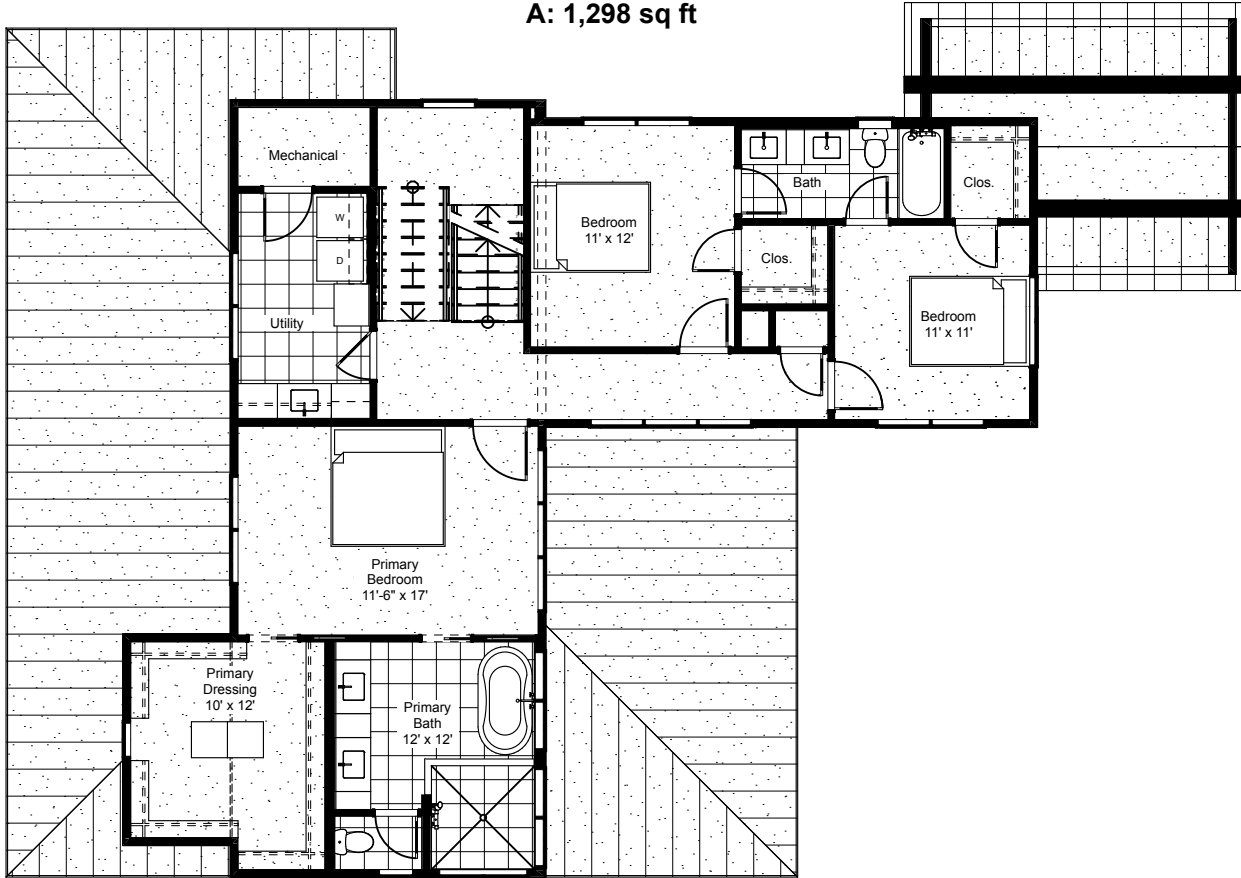 A: 1,298 sq ft
Mechanical
W
D
Utility
Bedroom
11' x 12'
Bath
Clos.
Clos.
Bedroom
11' x 11'
Primary
Bedroom
11'-6" x 17'
Primary
Dressing
10' x 12'
Primary
Bath
12' x 12'